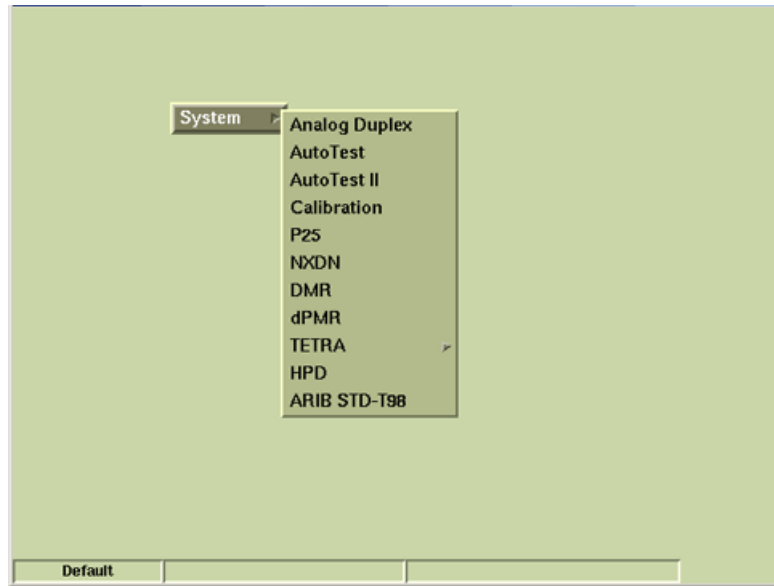 System
Analog Duplex
AutoTest
AutoTest II
Calibration
P25
NXDN
DMR
dPMR
TETRA
HPD
ARIB STD-T98
Default